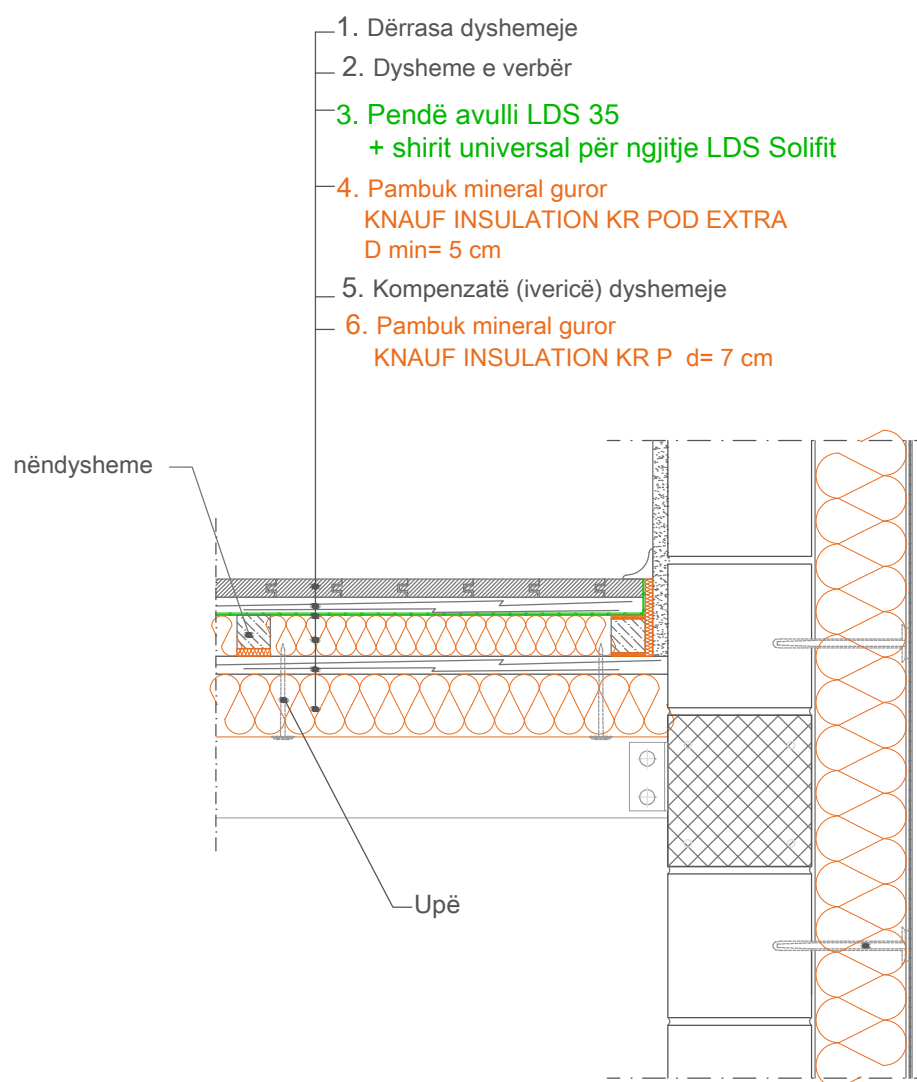 1. Dërrasa dyshemeje
2. Dysheme e verbër
3. Pendë avulli LDS 35
+ shirit universal për ngjitje LDS Solifit
4. Pambuk mineral guror
KNAUF INSULATION KR POD EXTRA
D min= 5 cm
5. Kompenzatë (ivericë) dyshemeje
6. Pambuk mineral guror
KNAUF INSULATION KR P d= 7 cm
nëndysheme
Upë